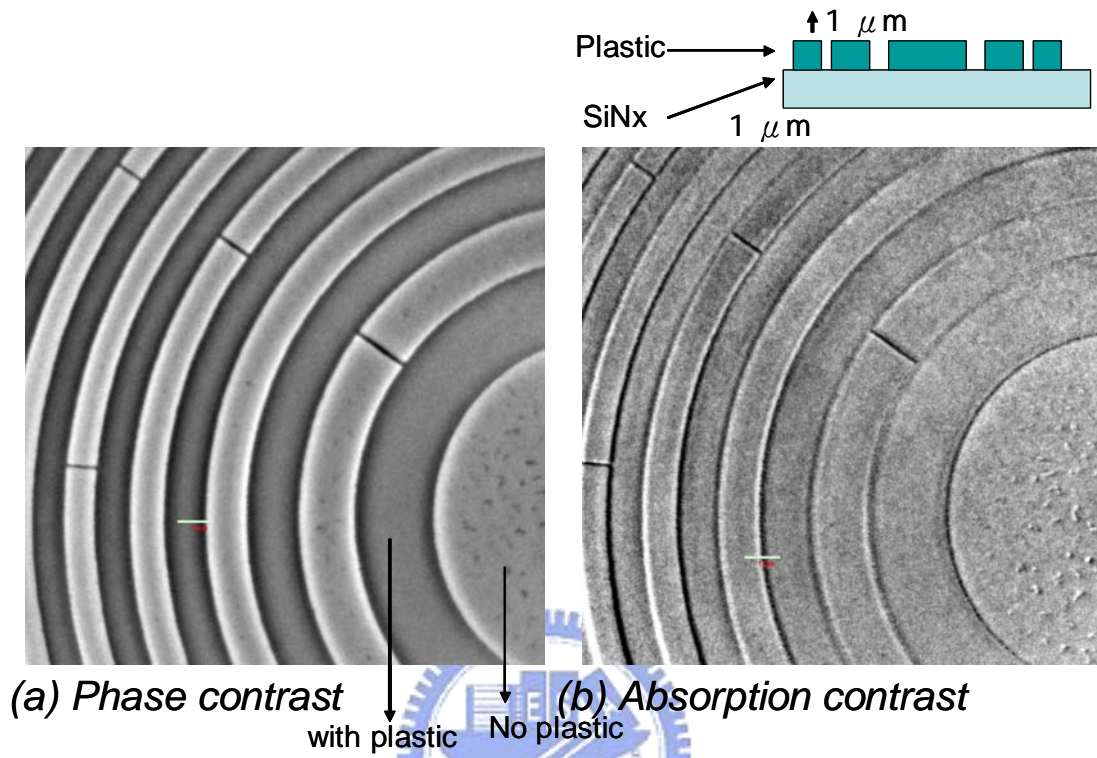 1 μm
Plastic
SiNx
1 μm
(a) Phase contrast
(b) Absorption contrast
with plastic
No plastic